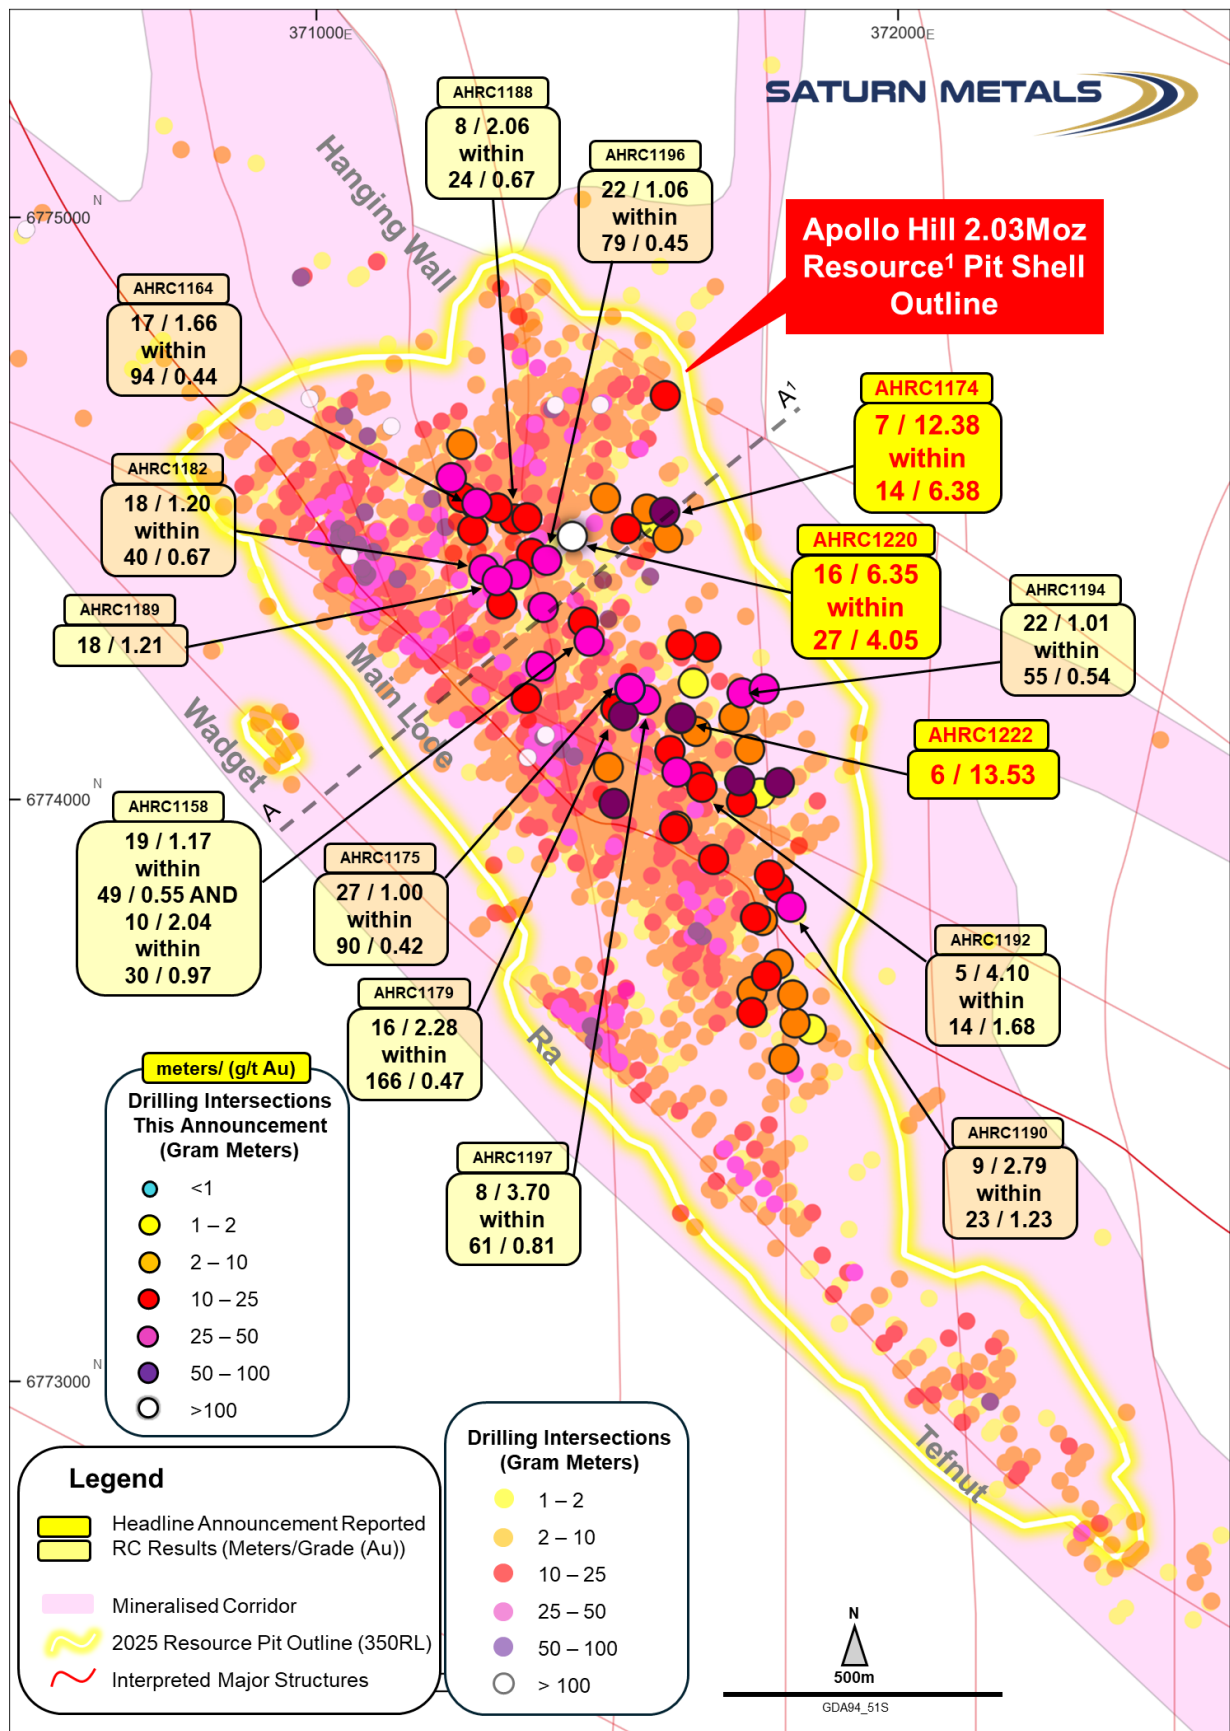 371000E
372000E
SATURN METALS
AHRC1188
8 / 2.06
within
24 / 0.67
AHRC1196
22 / 1.06
within
79 / 0.45
Hanging Wall
N
6775000
Apollo Hill 2.03Moz
Resource¹ Pit Shell
Outline
AHRC1164
17 / 1.66
within
94 / 0.44
A¹
AHRC1174
7 / 12.38
within
14 / 6.38
AHRC1182
18 / 1.20
within
40 / 0.67
AHRC1220
16 / 6.35
within
27 / 4.05
AHRC1194
22 / 1.01
within
55 / 0.54
AHRC1189
18 / 1.21
Main Lode
Wadget
A
AHRC1222
6 / 13.53
6774000
N
AHRC1158
19 / 1.17
within
49 / 0.55 AND
10 / 2.04
within
30 / 0.97
AHRC1175
27 / 1.00
within
90 / 0.42
AHRC1192
5 / 4.10
within
14 / 1.68
AHRC1179
16 / 2.28
within
166 / 0.47
Ra
AHRC1190
9 / 2.79
within
23 / 1.23
AHRC1197
8 / 3.70
within
61 / 0.81
meters/ (g/t Au)
Drilling Intersections
This Announcement
(Gram Meters)
<1
1 – 2
2 – 10
10 – 25
25 – 50
50 – 100
>100
N
6773000
Tefnut
Legend
Headline Announcement Reported
RC Results (Meters/Grade (Au))
Mineralised Corridor
2025 Resource Pit Outline (350RL)
Interpreted Major Structures
Drilling Intersections
(Gram Meters)
1 – 2
2 – 10
10 – 25
25 – 50
50 – 100
> 100
N
500m
GDA94_51S